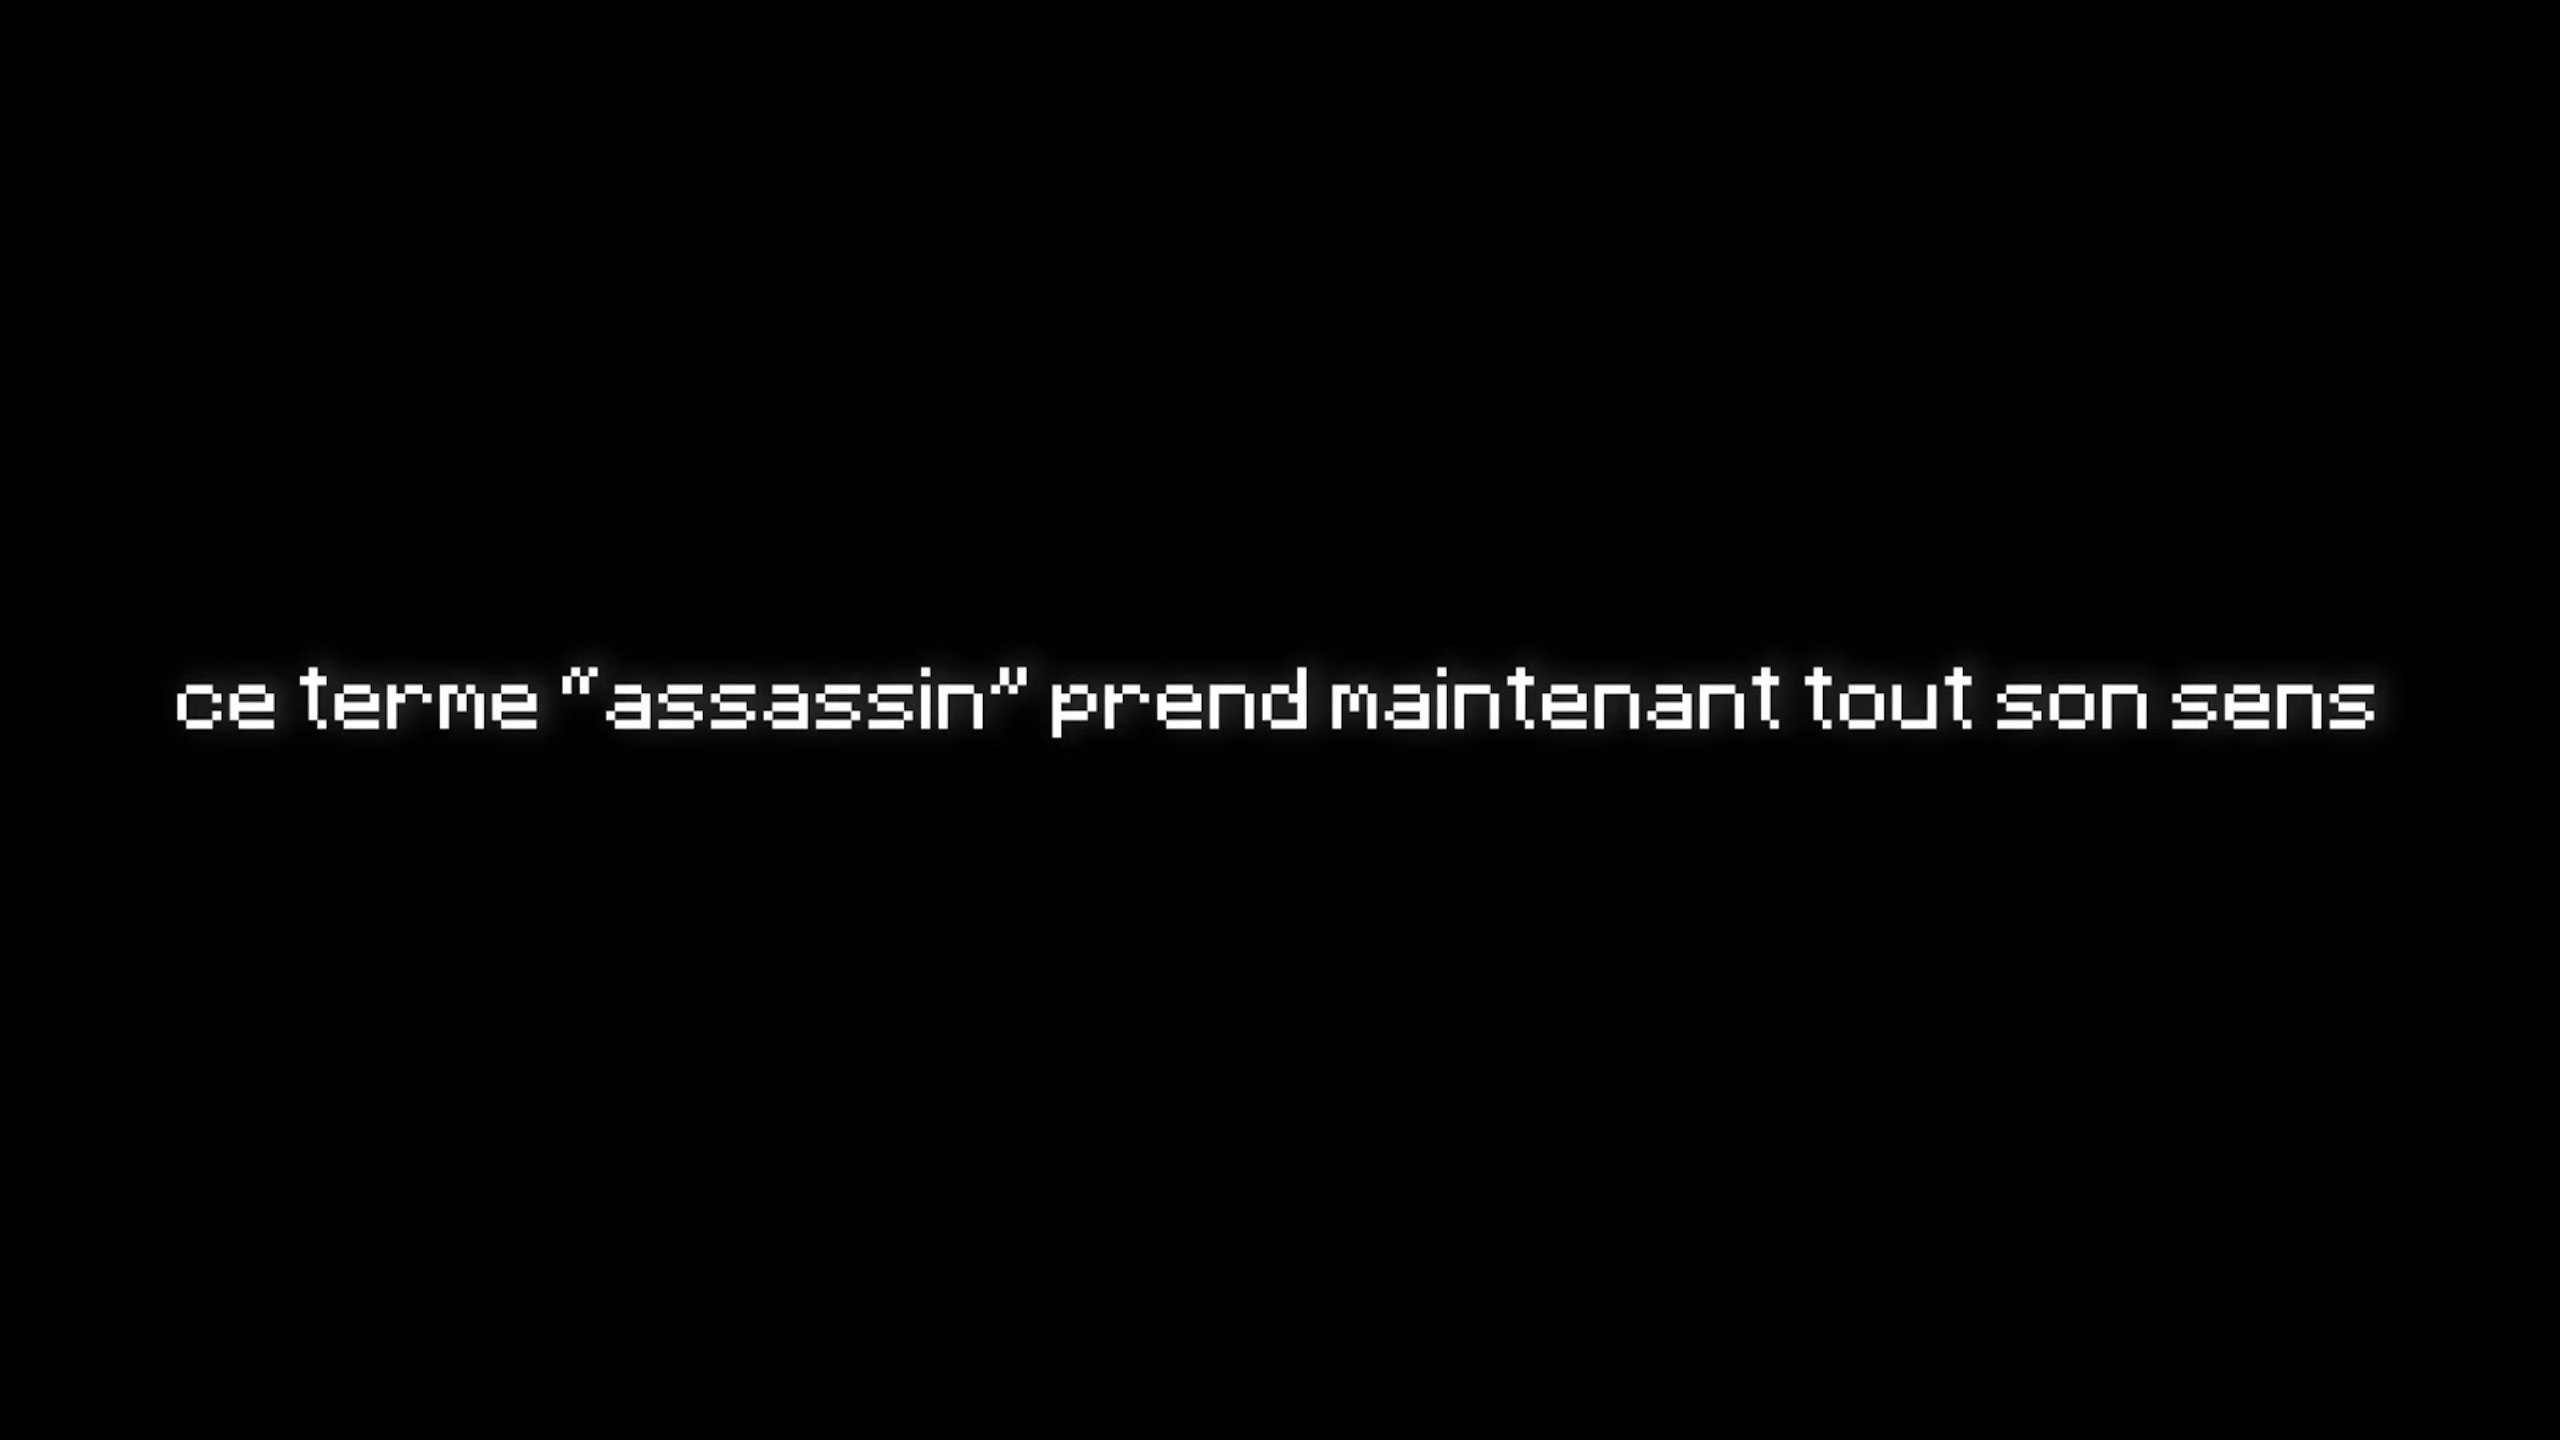 ce terme “assassin” prend maintenant tout son sens